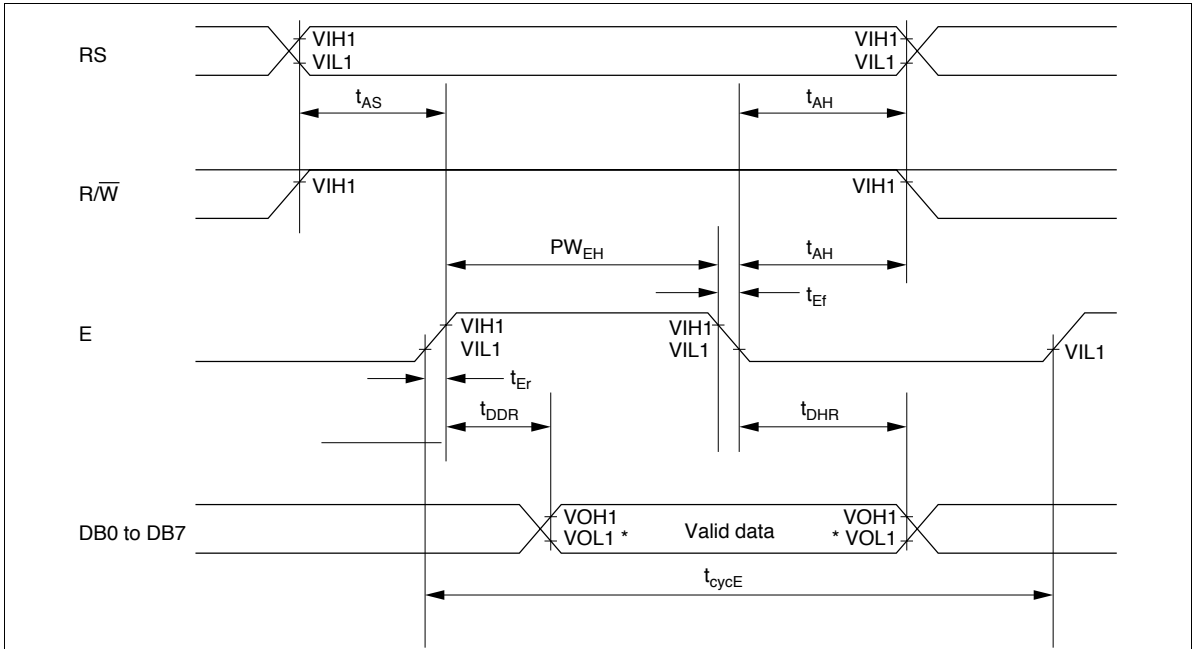 RS
VIH1
VIL1
VIH1
VIL1
tAS
tAH
R/W̅
VIH1
VIH1
PWEH
tAH
tEf
E
VIH1
VIL1
VIH1
VIL1
VIL1
tEr
tDDR
tDHR
DB0 to DB7
VOH1
VOL1 *
Valid data
VOH1
* VOL1
tcycE